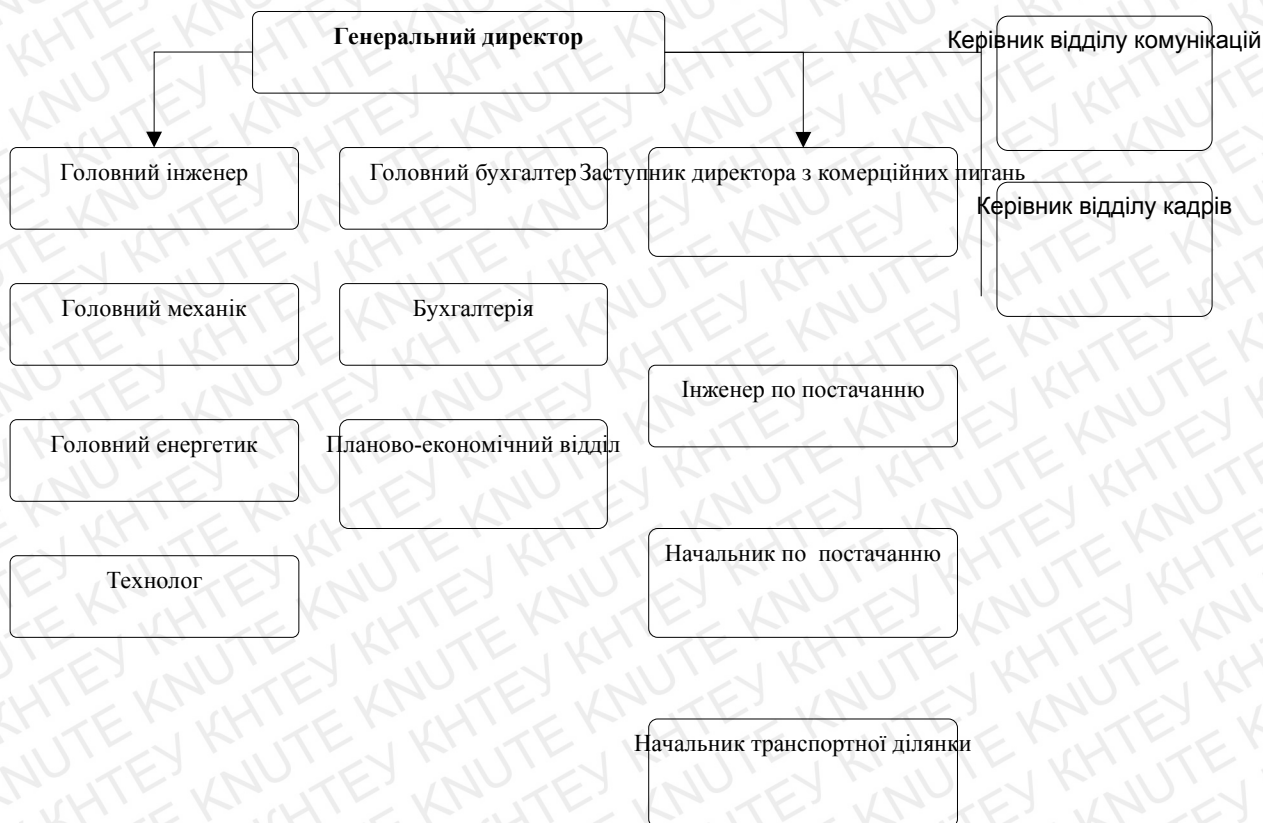 Генеральний директор
Керівник відділу комунікацій
Головний інженер
Головний бухгалтер
Заступник директора з комерційних питань
Керівник відділу кадрів
Головний механік
Бухгалтерія
Інженер по постачанню
Головний енергетик
Планово-економічний відділ
Начальник по постачанню
Технолог
Начальник транспортної ділянки